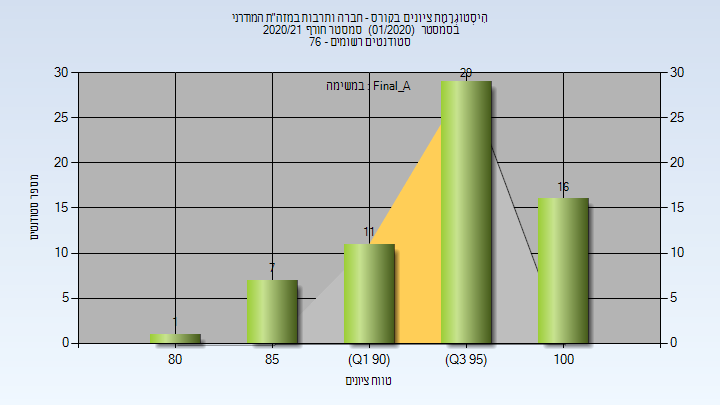 היסטוגרמת ציונים בקורס - חברה ותרבות במזה"ת המודרני
בסמסטר (01/2020) סמסטר חורף 2020/21
סטודנטים רשומים - 76
במשימה : Final_A
30 30
25 25
20 20
15 15
10 10
5 5
0 0
1 7 11 29 16
80 85 (Q1 90) (Q3 95) 100
מספר סטודנטים
טווח ציונים